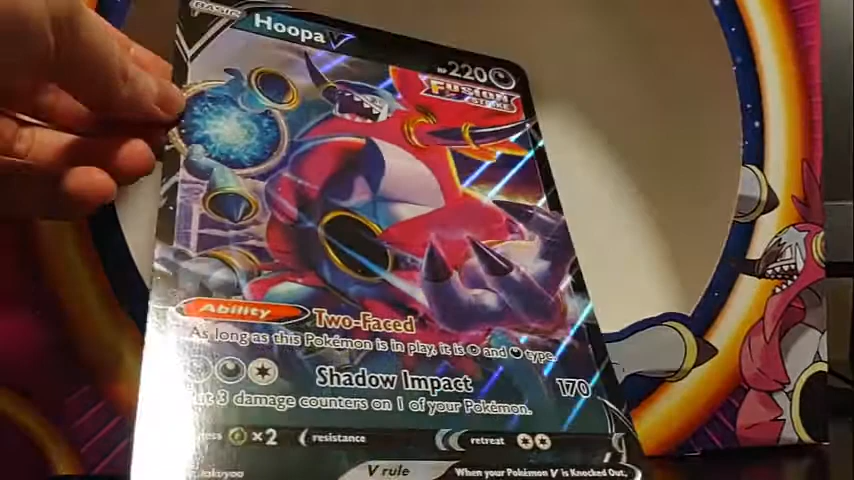 BASIC Hoopa V HP 220
Fusion
STRIKE
Ability Two-Faced
As long as this Pokémon is in play, it is and type.
Shadow Impact 170
Put 3 damage counters on 1 of your Pokémon.
×2 resistance retreat
V rule When your Pokémon V is Knocked Out,